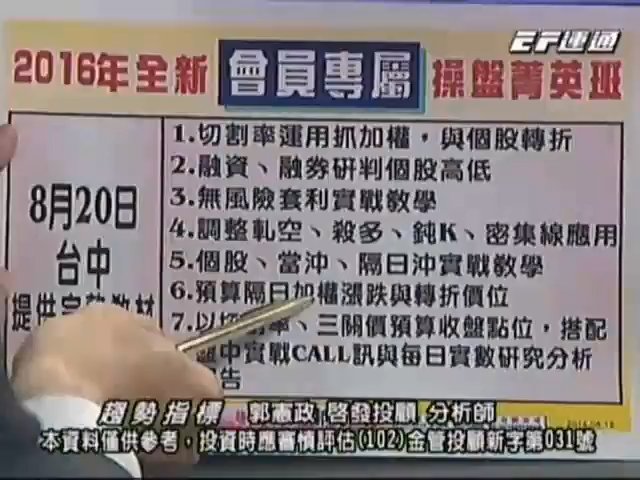 EF運通
2016年全新 會員專屬 操盤菁英班
8月20日
台中
1.切割率運用抓加權，與個股轉折
2.融資、融券研判個股高低
3.無風險套利實戰教學
4.調整軋空、殺多、鈍K、密集線應用
5.個股、當沖、隔日沖實戰教學
6.預算隔日加權漲跌與轉折價位
7.以 率、三關價預算收盤點位，搭配
盤中實戰CALL訊與每日實數研究分析
告
趨勢指標 郭憲政 啓發投顧 分析師
本資料僅供參考，投資時應審慎評估(102)金管投顧新字第031號